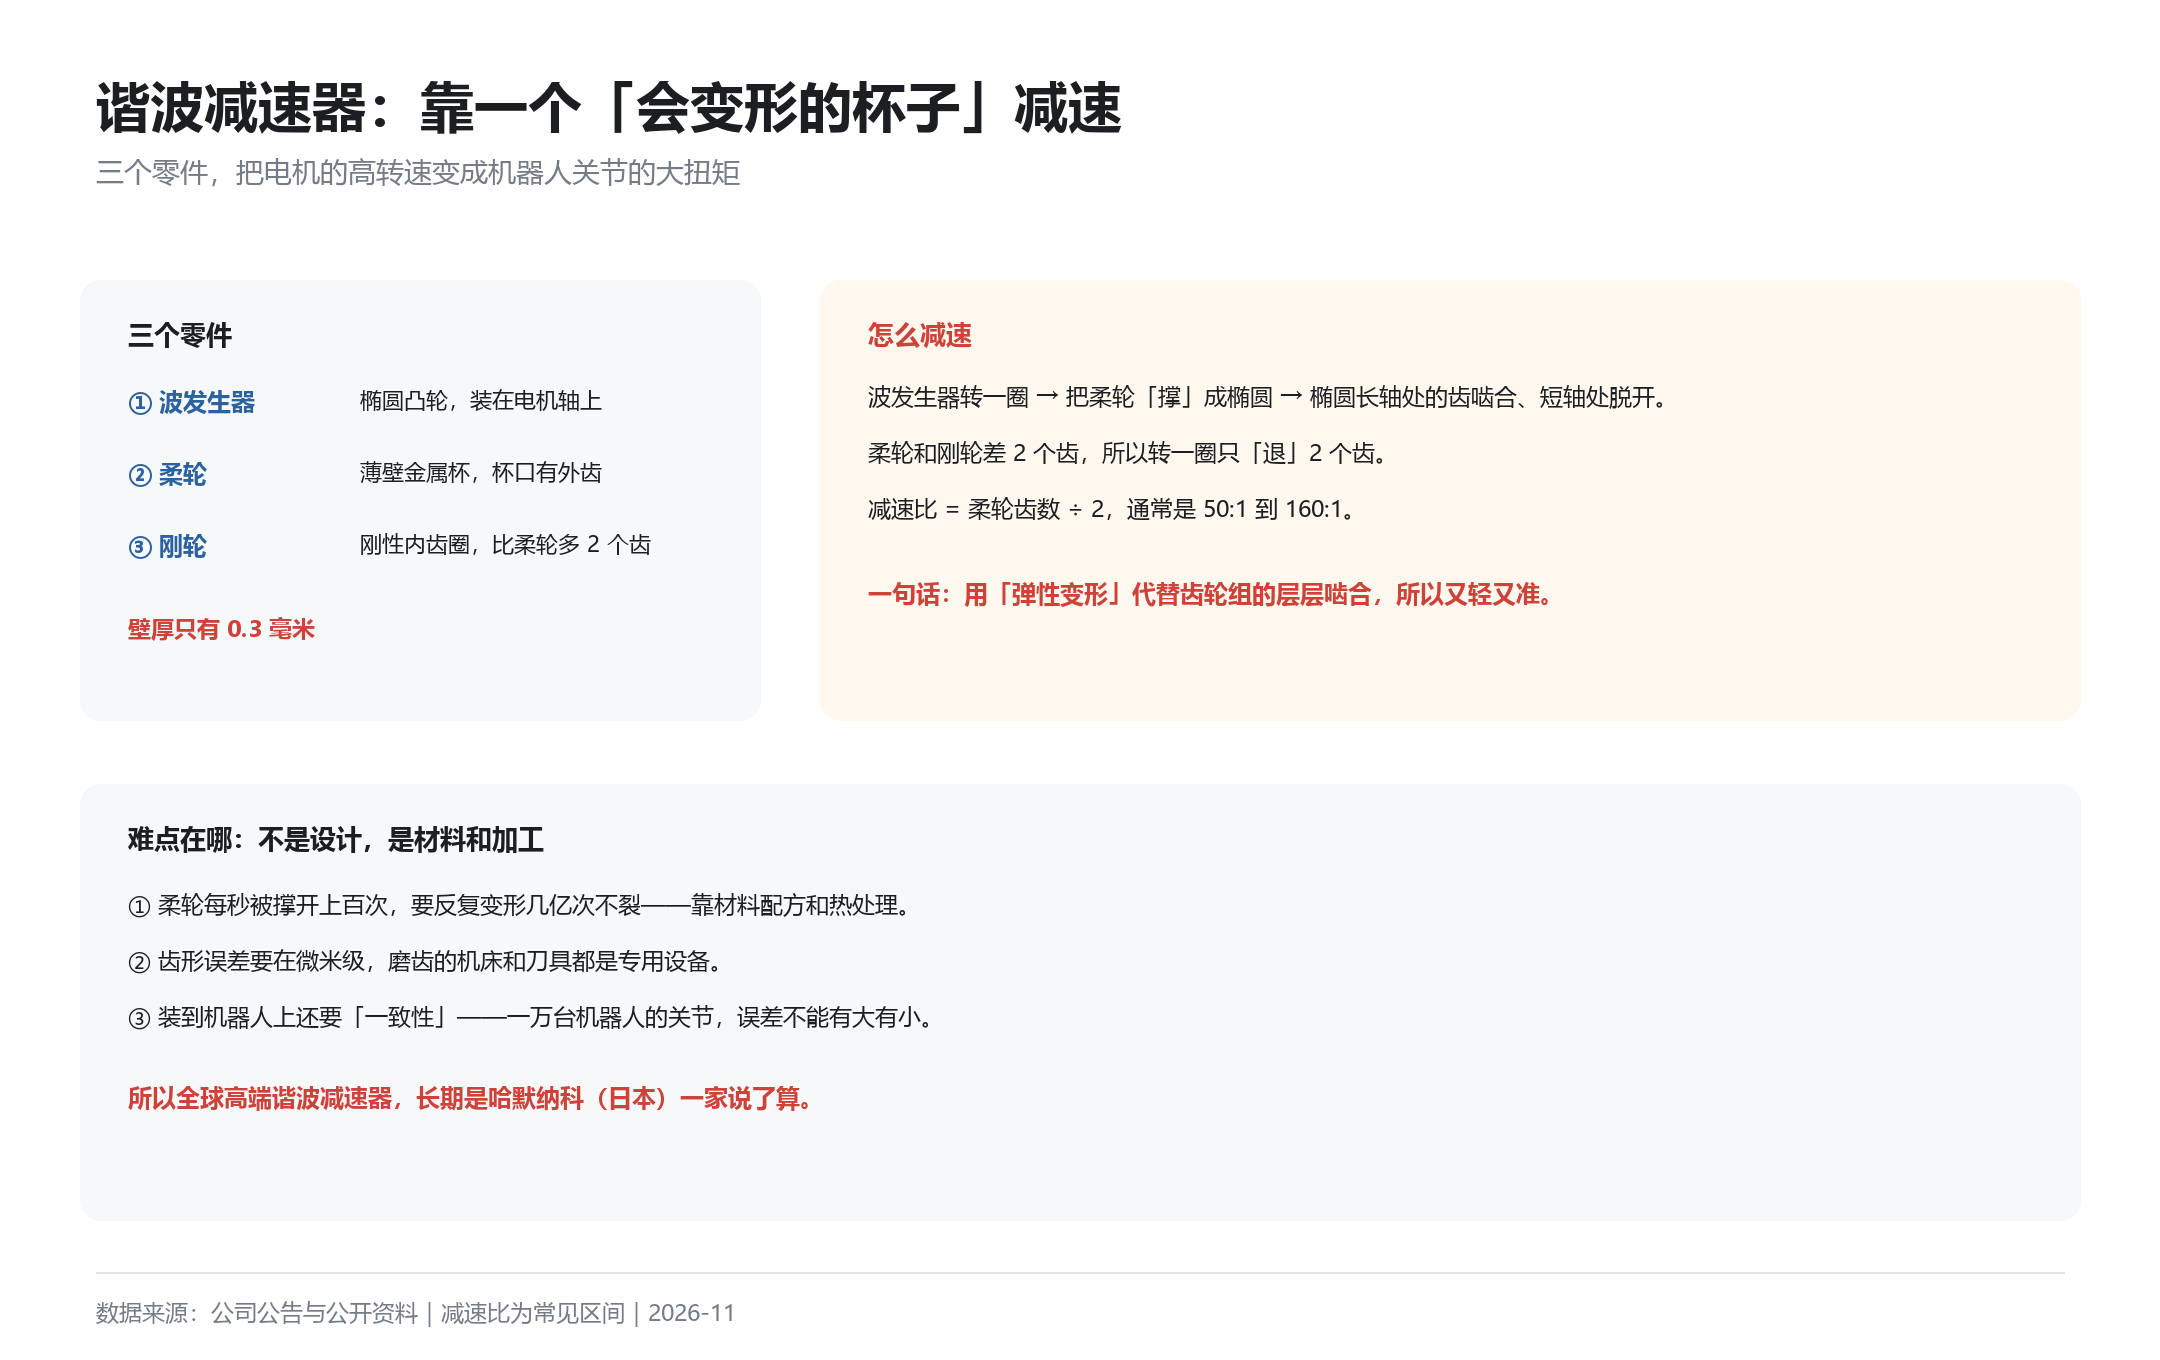 谐波减速器：靠一个「会变形的杯子」减速
三个零件，把电机的高转速变成机器人关节的大扭矩
三个零件
① 波发生器 椭圆凸轮，装在电机轴上
② 柔轮 薄壁金属杯，杯口有外齿
③ 刚轮 刚性内齿圈，比柔轮多 2 个齿
壁厚只有 0.3 毫米
怎么减速
波发生器转一圈 → 把柔轮「撑」成椭圆 → 椭圆长轴处的齿啮合、短轴处脱开。
柔轮和刚轮差 2 个齿，所以转一圈只「退」2 个齿。
减速比 = 柔轮齿数 ÷ 2，通常是 50:1 到 160:1。
一句话：用「弹性变形」代替齿轮组的层层啮合，所以又轻又准。
难点在哪：不是设计，是材料和加工
① 柔轮每秒被撑开上百次，要反复变形几亿次不裂——靠材料配方和热处理。
② 齿形误差要在微米级，磨齿的机床和刀具都是专用设备。
③ 装到机器人上还要「一致性」——一万台机器人的关节，误差不能有大有小。
所以全球高端谐波减速器，长期是哈默纳科（日本）一家说了算。
数据来源：公司公告与公开资料 | 减速比为常见区间 | 2026-11